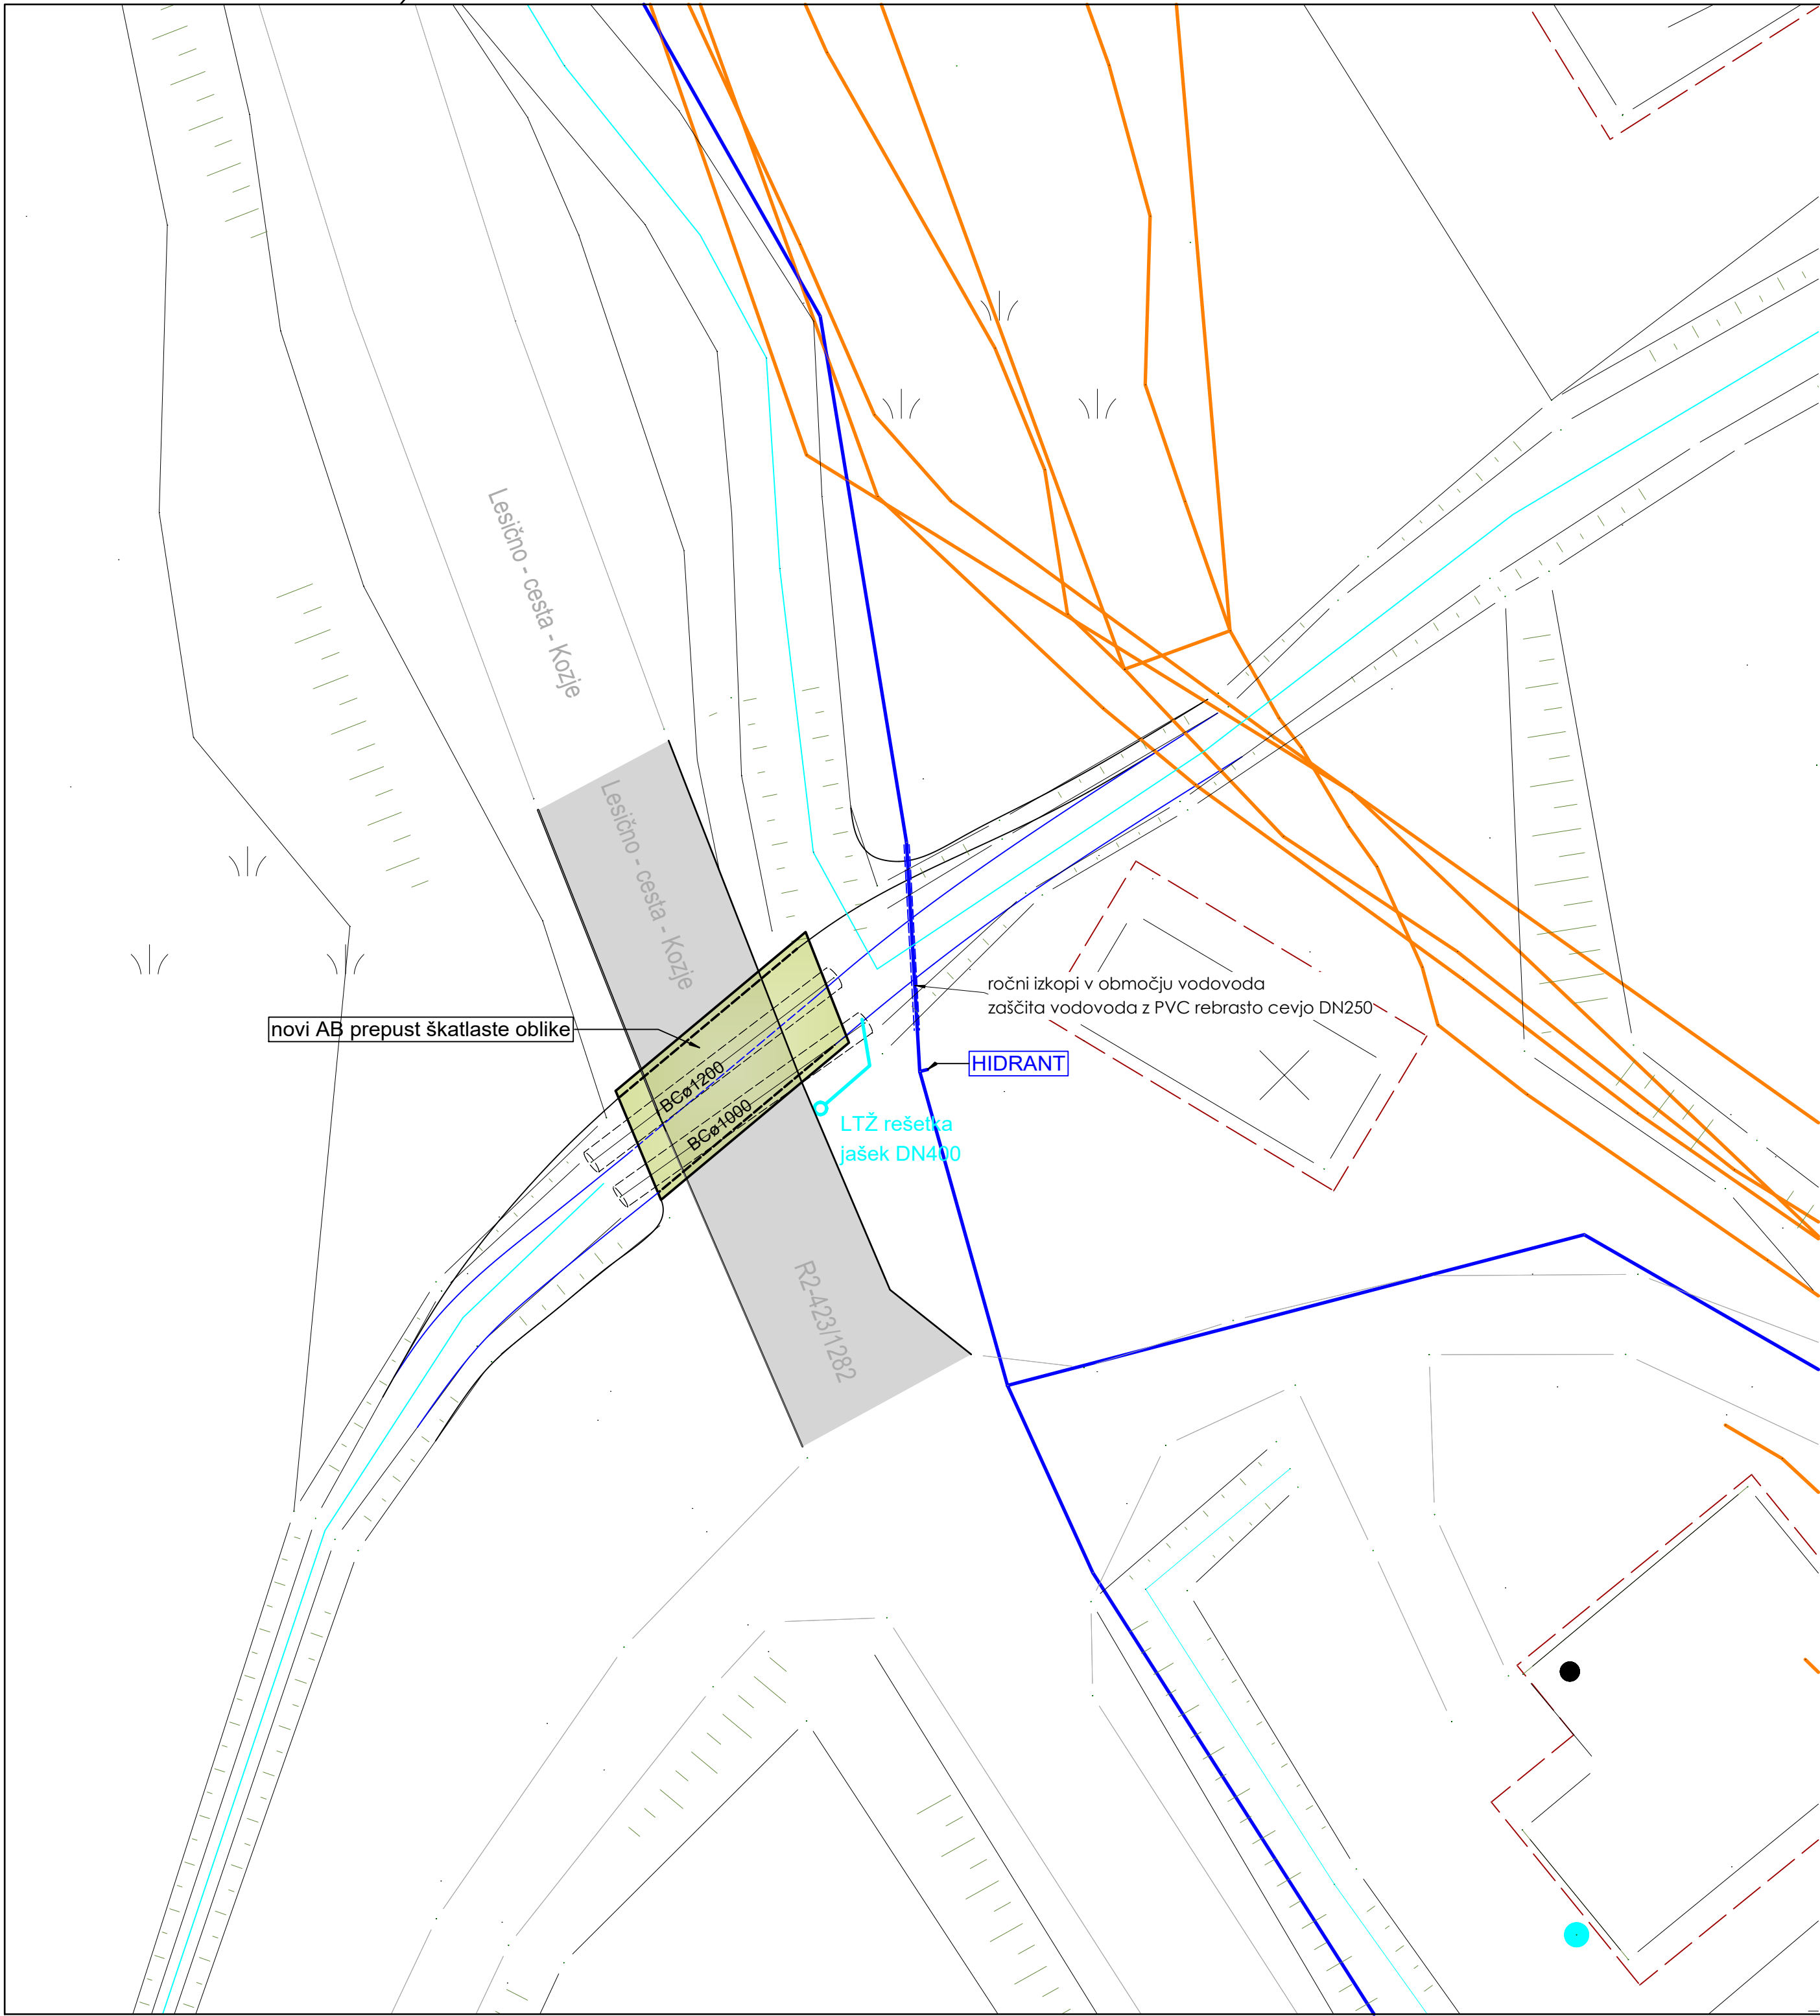 Lesično - cesta - Kozje
Lesično - cesta - Kozje
ročni izkopi v območju vodovoda
zaščita vodovoda z PVC rebrasto cevjo DN250
novi AB prepust škatlaste oblike
HIDRANT
BCø1200
BCø1000
LTŽ rešetka
jašek DN400
R2-423/1282